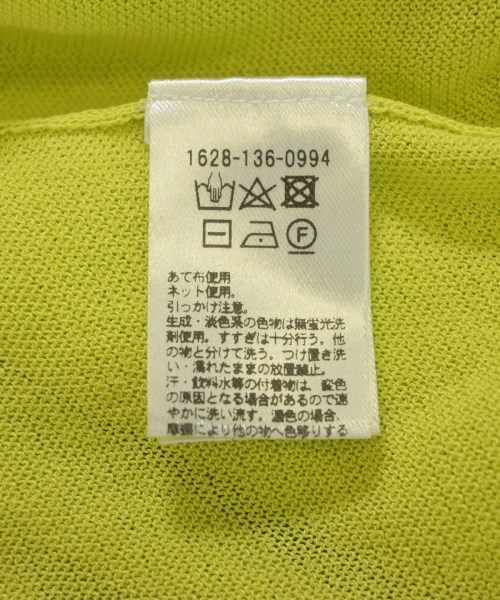 1628-136-0994
F
あて布使用
ネット使用。
引っかけ注意。
生成・淡色系の色物は無蛍光洗
剤使用。すすぎは十分行う。他
の物と分けて洗う。つけ置き洗
い・濡れたままの放置禁止。
汗・飲料水等の付着物は、変色
の原因となる場合があるので速
やかに洗い流す。濃色の場合、
摩擦により他の物へ色移りする